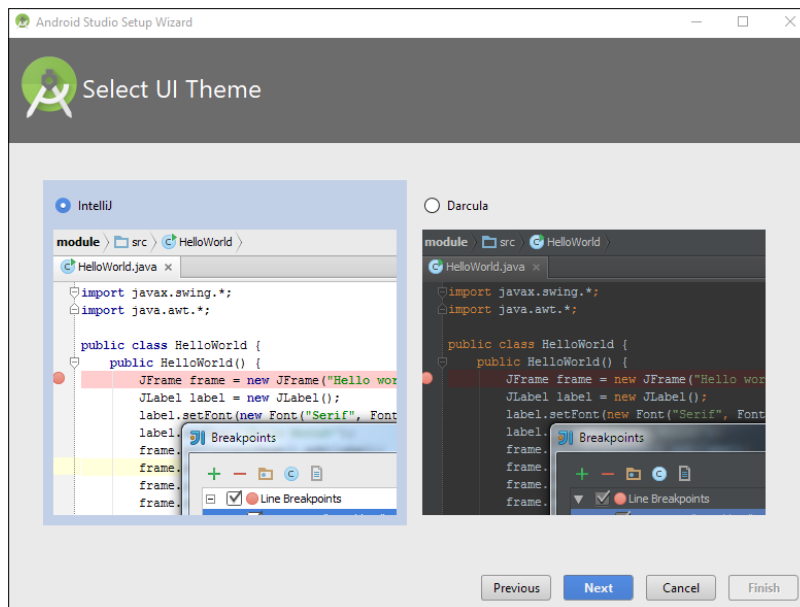 Android Studio Setup Wizard
Select UI Theme
IntelliJ
module src HelloWorld
HelloWorld.java ×
import javax.swing.*;
import java.awt.*;
public class HelloWorld {
public HelloWorld() {
JFrame frame = new JFrame("Hello wor
JLabel label = new JLabel();
label.setFont(new Font("Serif", Font
label.
frame.
frame.
frame.
frame.
Breakpoints
Line Breakpoints
Darcula
module src HelloWorld
HelloWorld.java ×
import javax.swing.*;
import java.awt.*;
public class HelloWorld {
public HelloWorld() {
JFrame frame = new JFrame("Hello wor
JLabel label = new JLabel();
label.setFont(new Font("Serif", Font
label.
frame.
frame.
frame.
frame.
Breakpoints
Line Breakpoints
Previous Next Cancel Finish